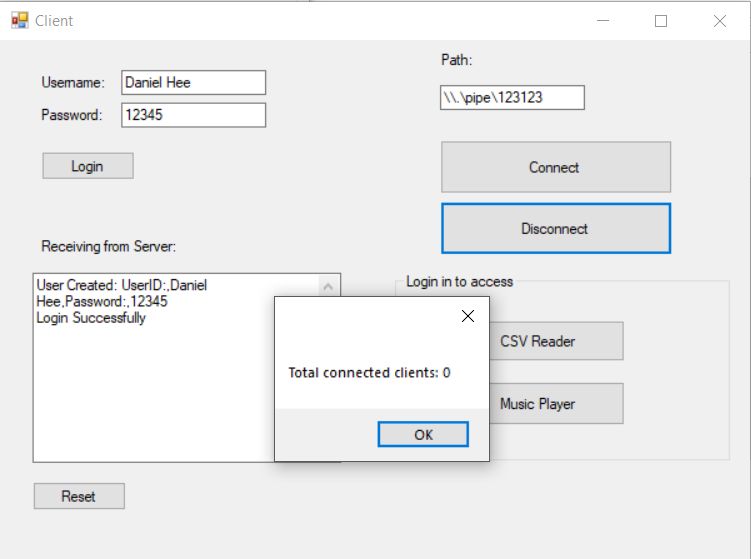 Client
Username:
Daniel Hee
Password:
12345
Login
Path:
\\.\pipe\123123
Connect
Disconnect
Receiving from Server:
User Created: UserID:,Daniel
Hee,Password:,12345
Login Successfully
Login in to access
CSV Reader
Music Player
Total connected clients: 0
OK
Reset